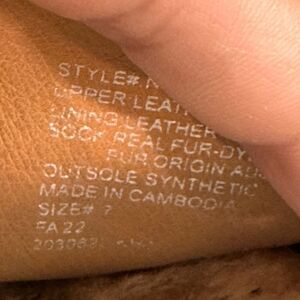 STYLE#
UPPER LEAT
LINING LEATHER
SOCK REAL FUR-DY
FUR ORIGIN AU
OUTSOLE SYNTHETIC
MADE IN CAMBODIA
SIZE# 7
FA 22